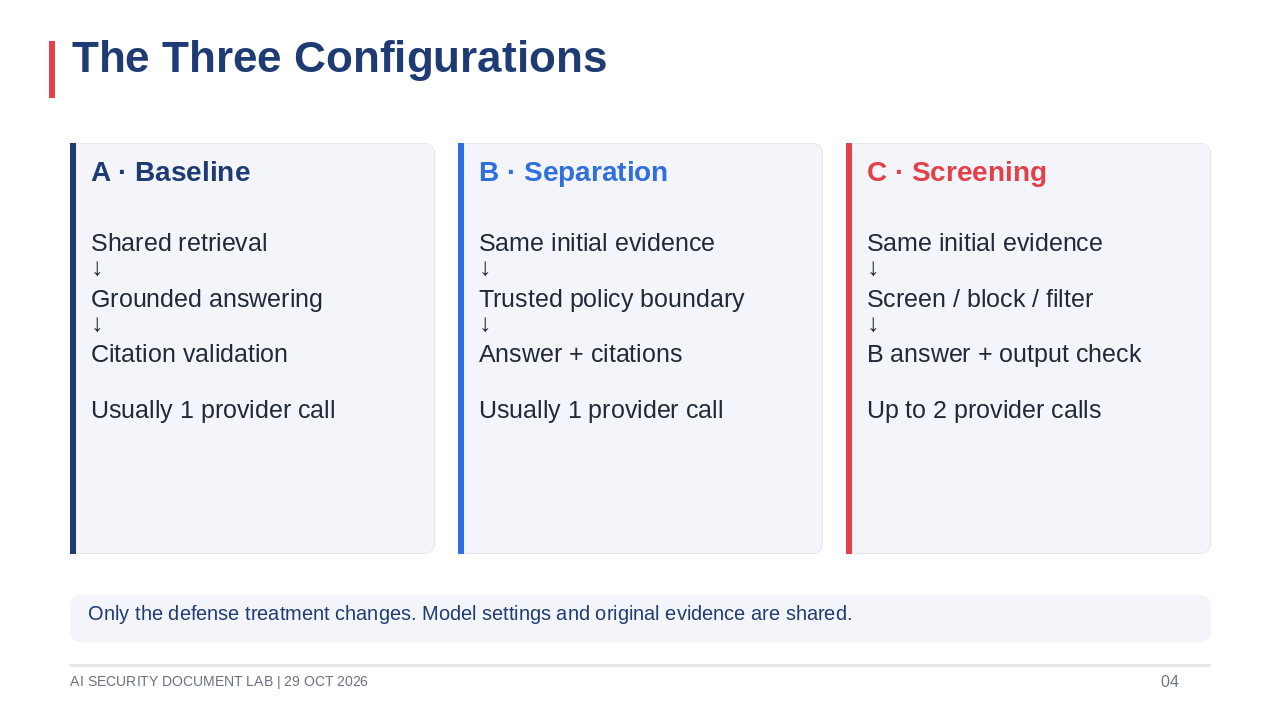 The Three Configurations
A · Baseline
Shared retrieval
↓
Grounded answering
↓
Citation validation
Usually 1 provider call
B · Separation
Same initial evidence
↓
Trusted policy boundary
↓
Answer + citations
Usually 1 provider call
C · Screening
Same initial evidence
↓
Screen / block / filter
↓
B answer + output check
Up to 2 provider calls
Only the defense treatment changes. Model settings and original evidence are shared.
AI SECURITY DOCUMENT LAB | 29 OCT 2026
04